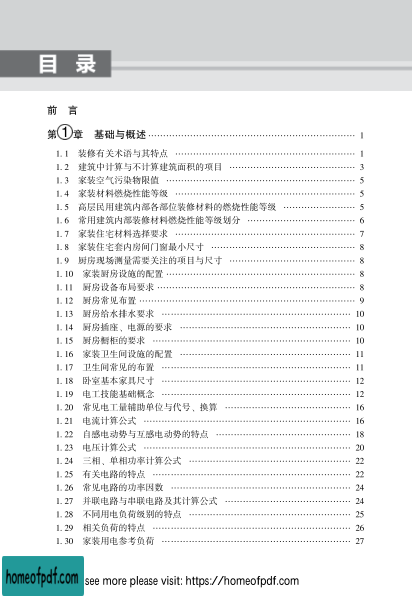 目 录
前 言
第①章 基础与概述 …… 1
1. 1 装修有关术语与其特点 …… 1
1. 2 建筑中计算与不计算建筑面积的项目 …… 3
1. 3 家装空气污染物限值 …… 5
1. 4 家装材料燃烧性能等级 …… 5
1. 5 高层民用建筑内部各部位装修材料的燃烧性能等级 …… 5
1. 6 常用建筑内部装修材料燃烧性能等级划分 …… 6
1. 7 家装住宅材料选择要求 …… 7
1. 8 家装住宅套内房间门窗最小尺寸 …… 8
1. 9 厨房现场测量需要关注的项目与尺寸 …… 8
1. 10 家装厨房设施的配置 …… 8
1. 11 厨房设备布局要求 …… 8
1. 12 厨房常见布置 …… 9
1. 13 厨房给水排水要求 …… 10
1. 14 厨房插座、电源的要求 …… 10
1. 15 厨房橱柜的要求 …… 10
1. 16 家装卫生间设施的配置 …… 11
1. 17 卫生间常见的布置 …… 11
1. 18 卧室基本家具尺寸 …… 12
1. 19 电工技能基础概念 …… 12
1. 20 常见电工量辅助单位与代号、换算 …… 16
1. 21 电流计算公式 …… 16
1. 22 自感电动势与互感电动势的特点 …… 18
1. 23 电压计算公式 …… 20
1. 24 三相、单相功率计算公式 …… 22
1. 25 有关电路的特点 …… 22
1. 26 常见电路的功率因数 …… 24
1. 27 并联电路与串联电路及其计算公式 …… 24
1. 28 不同用电负荷级别的特点 …… 25
1. 29 相关负荷的特点 …… 26
1. 30 家装用电参考负荷 …… 27
homeofpdf.com see more please visit: https://homeofpdf.com